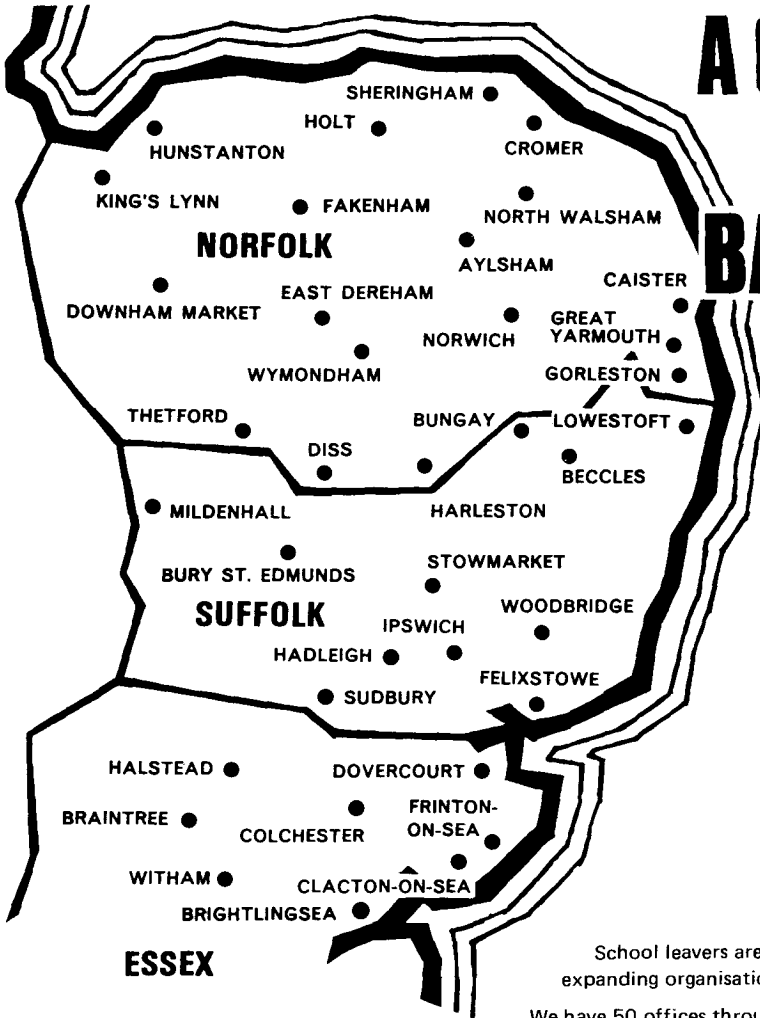 A
SHERINGHAM
HOLT
CROMER
HUNSTANTON
KING'S LYNN
FAKENHAM
NORTH WALSHAM
NORFOLK
AYLSHAM
CAISTER
EAST DEREHAM
DOWNHAM MARKET
GREAT
YARMOUTH
NORWICH
WYMONDHAM
GORLESTON
THETFORD
BUNGAY
LOWESTOFT
DISS
BECCLES
MILDENHALL
HARLESTON
STOWMARKET
BURY ST. EDMUNDS
SUFFOLK
WOODBRIDGE
IPSWICH
HADLEIGH
FELIXSTOWE
SUDBURY
HALSTEAD
DOVERCOURT
BRAINTREE
FRINTON-
ON-SEA
COLCHESTER
WITHAM
CLACTON-ON-SEA
BRIGHTLINGSEA
ESSEX
School leavers are
expanding
We have 50 offices